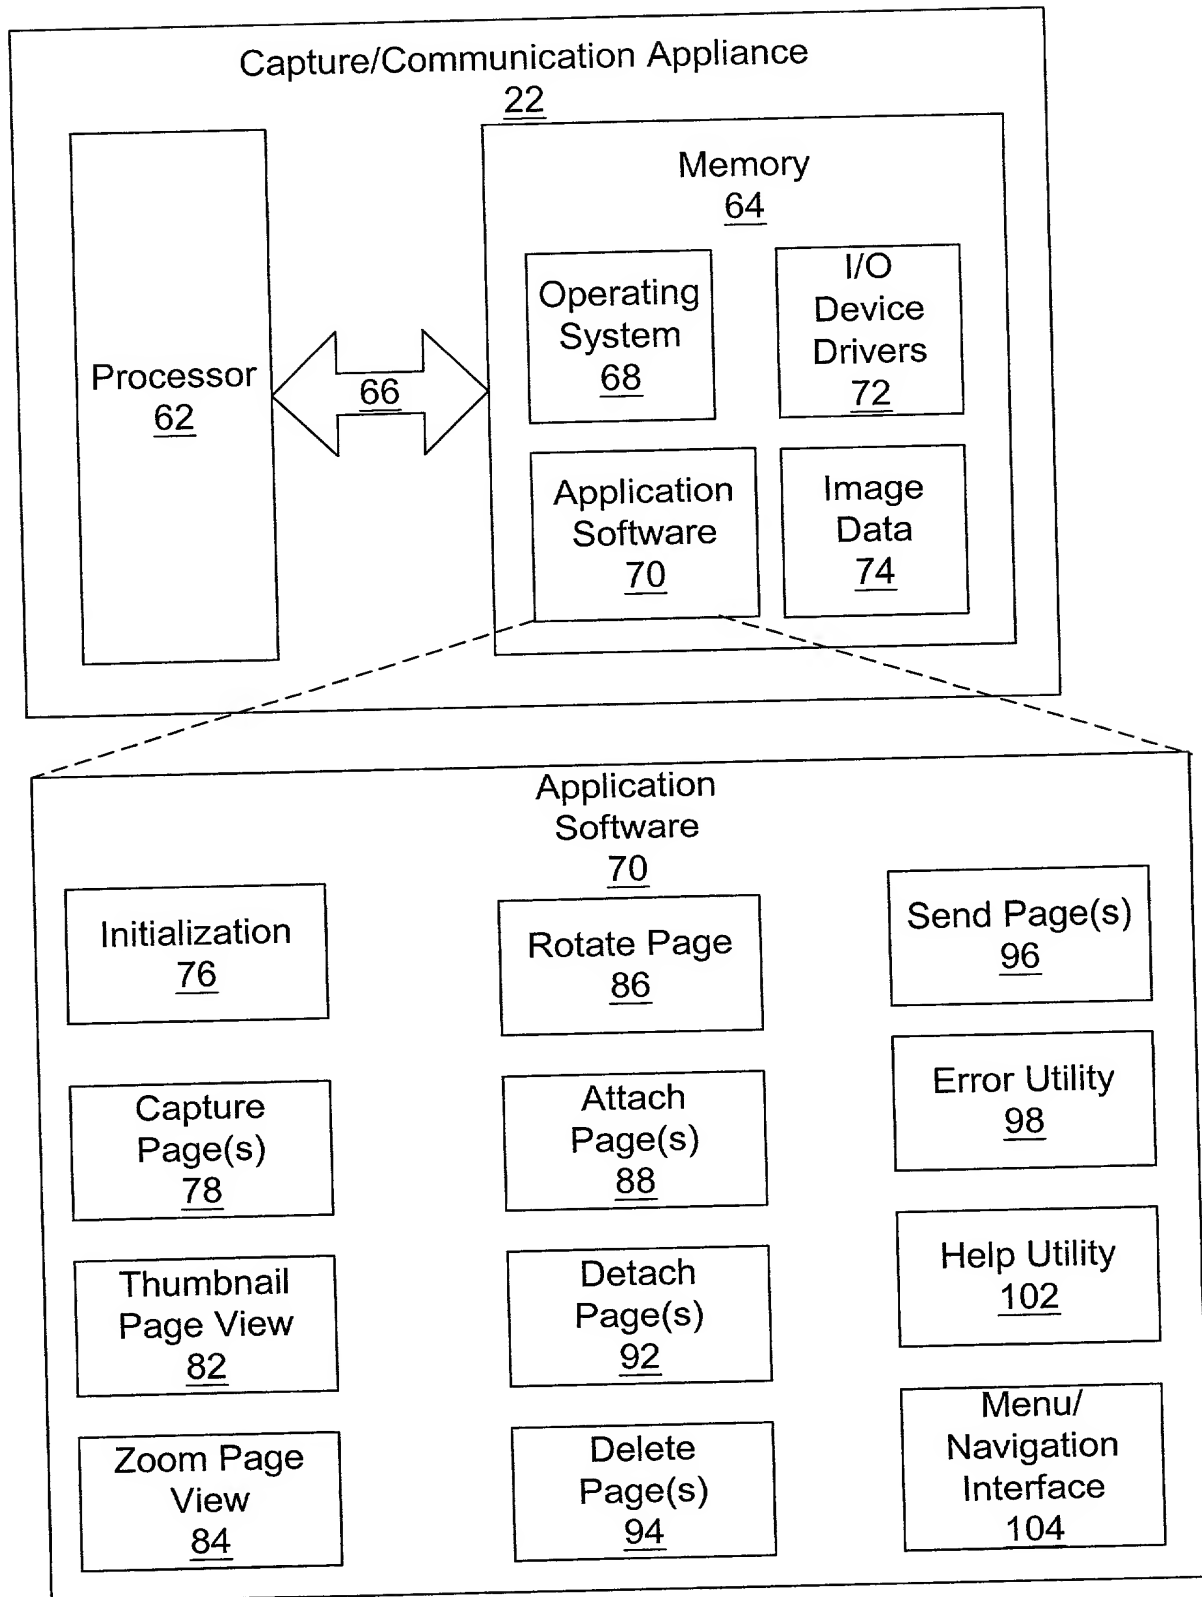 Capture/Communication Appliance
22
Processor
62
66
Memory
64
Operating
System
68
I/O
Device
Drivers
72
Application
Software
70
Image
Data
74
Application
Software
70
Initialization
76
Capture
Page(s)
78
Thumbnail
Page View
82
Zoom Page
View
84
Rotate Page
86
Attach
Page(s)
88
Detach
Page(s)
92
Delete
Page(s)
94
Send Page(s)
96
Error Utility
98
Help Utility
102
Menu/
Navigation
Interface
104